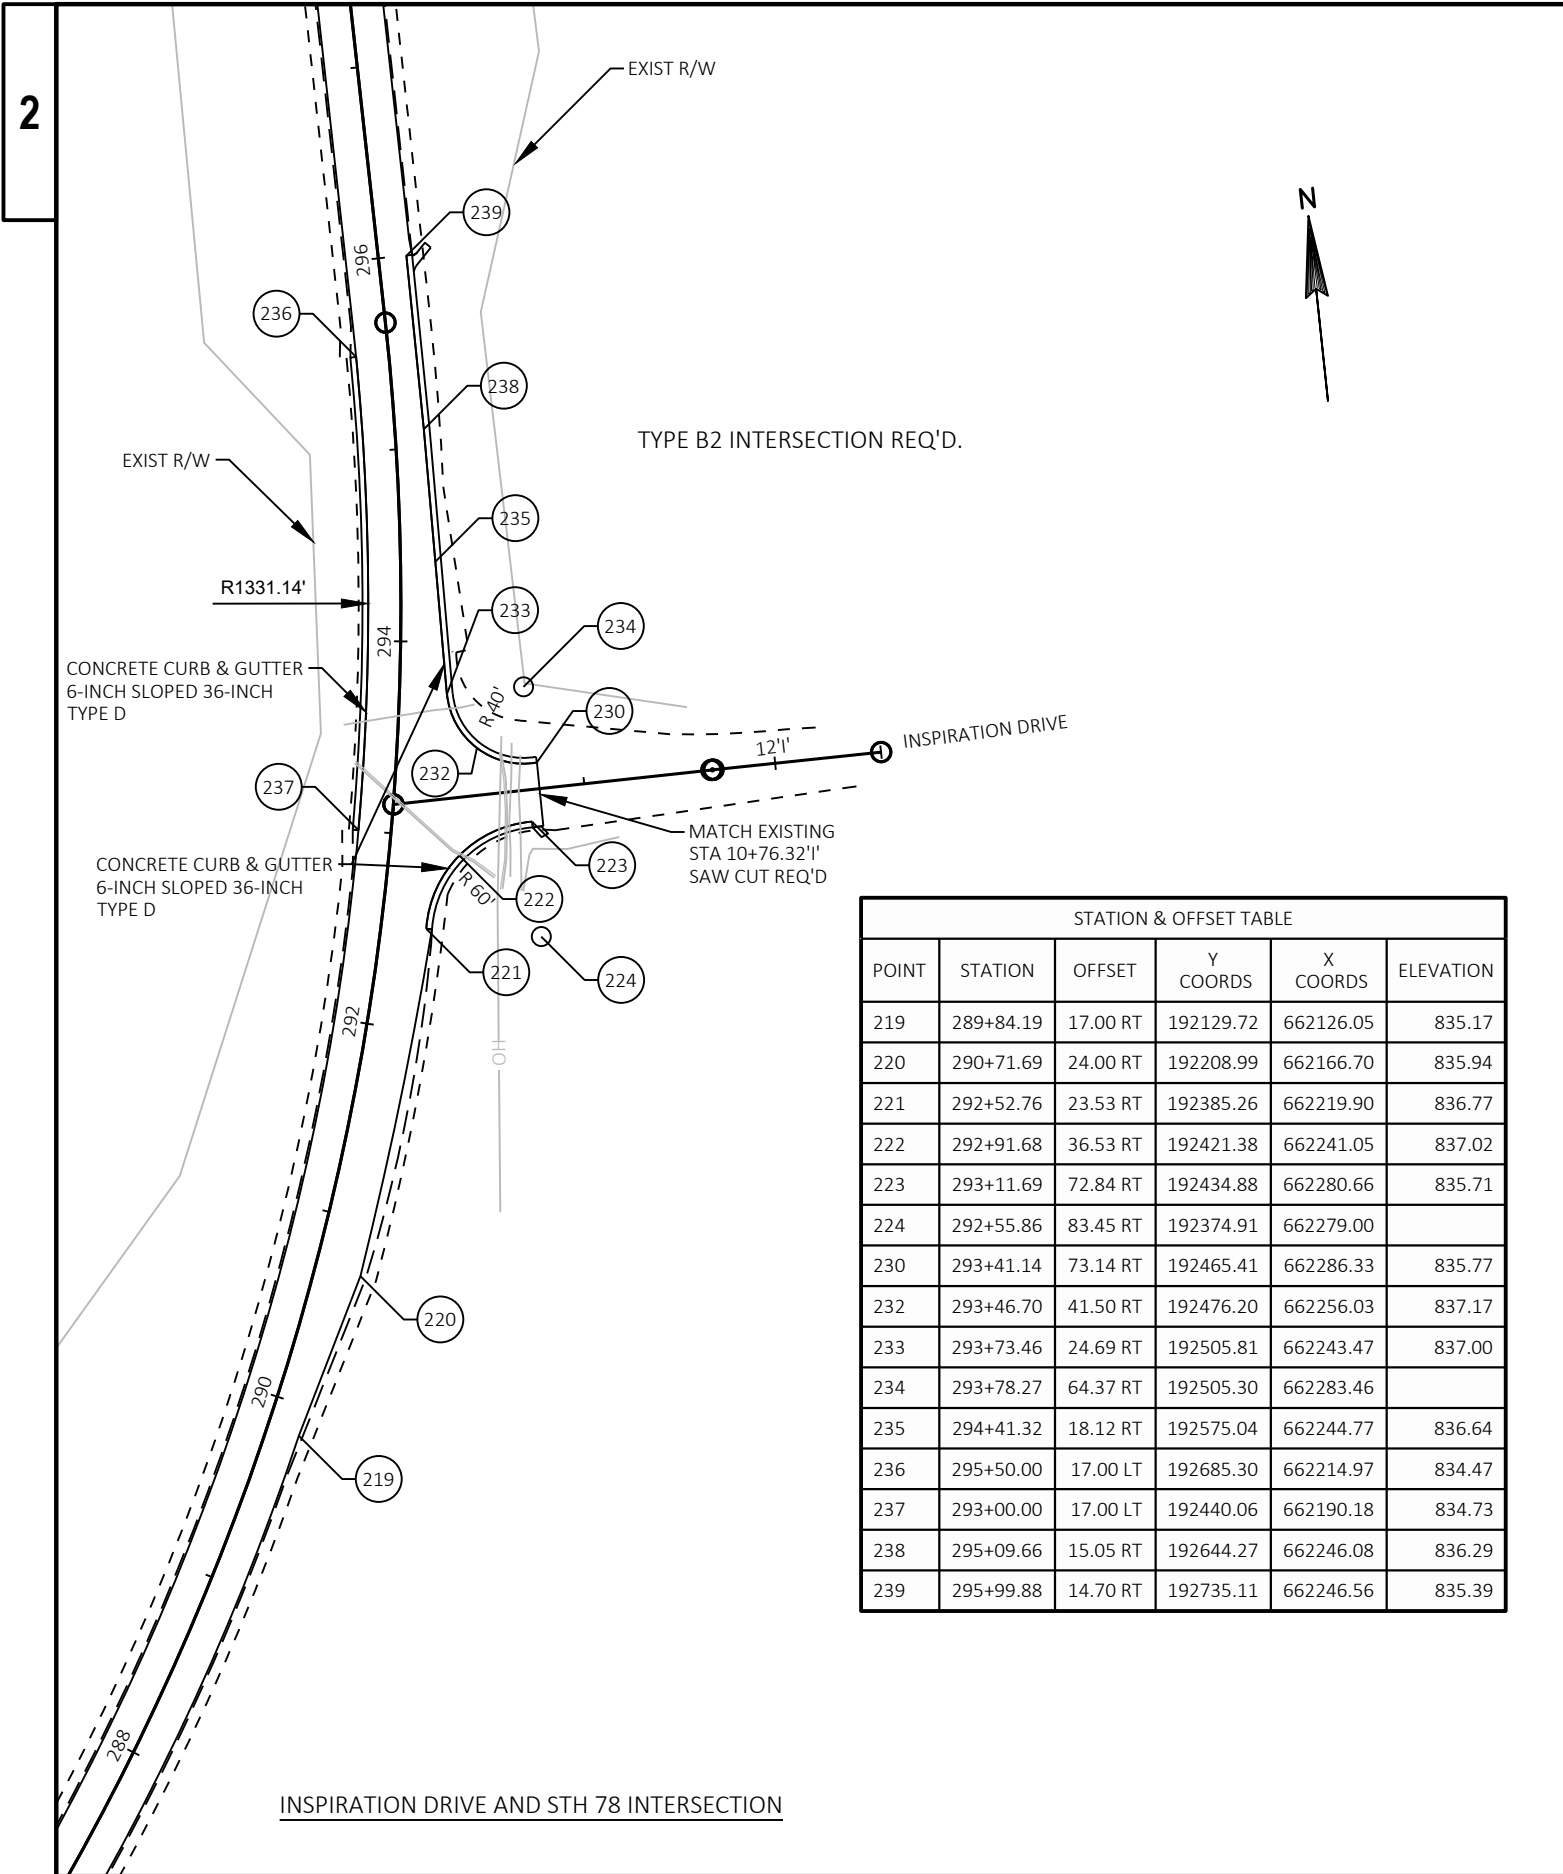 2
EXIST R/W
N
239
296
236
238
TYPE B2 INTERSECTION REQ'D.
EXIST R/W
235
R1331.14'
233
294
234
CONCRETE CURB & GUTTER
6-INCH SLOPED 36-INCH
TYPE D
R 40'
230
INSPIRATION DRIVE
12'I'
232
237
MATCH EXISTING
STA 10+76.32'I'
SAW CUT REQ'D
CONCRETE CURB & GUTTER
6-INCH SLOPED 36-INCH
TYPE D
223
R 60'
222
221
224
292
OH
220
290
219
288
STATION & OFFSET TABLE
POINT STATION OFFSET Y COORDS X COORDS ELEVATION
219 289+84.19 17.00 RT 192129.72 662126.05 835.17
220 290+71.69 24.00 RT 192208.99 662166.70 835.94
221 292+52.76 23.53 RT 192385.26 662219.90 836.77
222 292+91.68 36.53 RT 192421.38 662241.05 837.02
223 293+11.69 72.84 RT 192434.88 662280.66 835.71
224 292+55.86 83.45 RT 192374.91 662279.00
230 293+41.14 73.14 RT 192465.41 662286.33 835.77
232 293+46.70 41.50 RT 192476.20 662256.03 837.17
233 293+73.46 24.69 RT 192505.81 662243.47 837.00
234 293+78.27 64.37 RT 192505.30 662283.46
235 294+41.32 18.12 RT 192575.04 662244.77 836.64
236 295+50.00 17.00 LT 192685.30 662214.97 834.47
237 293+00.00 17.00 LT 192440.06 662190.18 834.73
238 295+09.66 15.05 RT 192644.27 662246.08 836.29
239 295+99.88 14.70 RT 192735.11 662246.56 835.39
INSPIRATION DRIVE AND STH 78 INTERSECTION